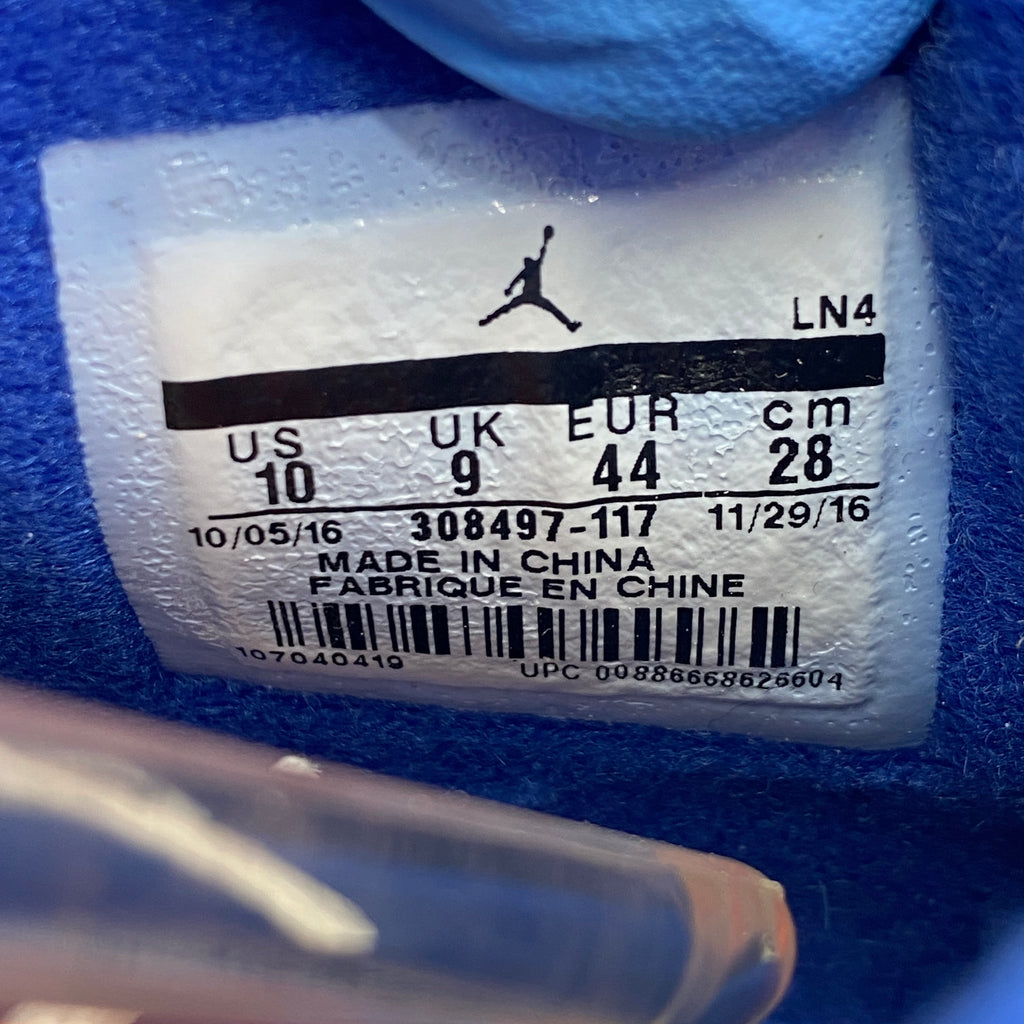 LN4
US UK EUR cm
10 9 44 28
10/05/16 308497-117 11/29/16
MADE IN CHINA
FABRIQUE EN CHINE
107040419 UPC 00886668626604